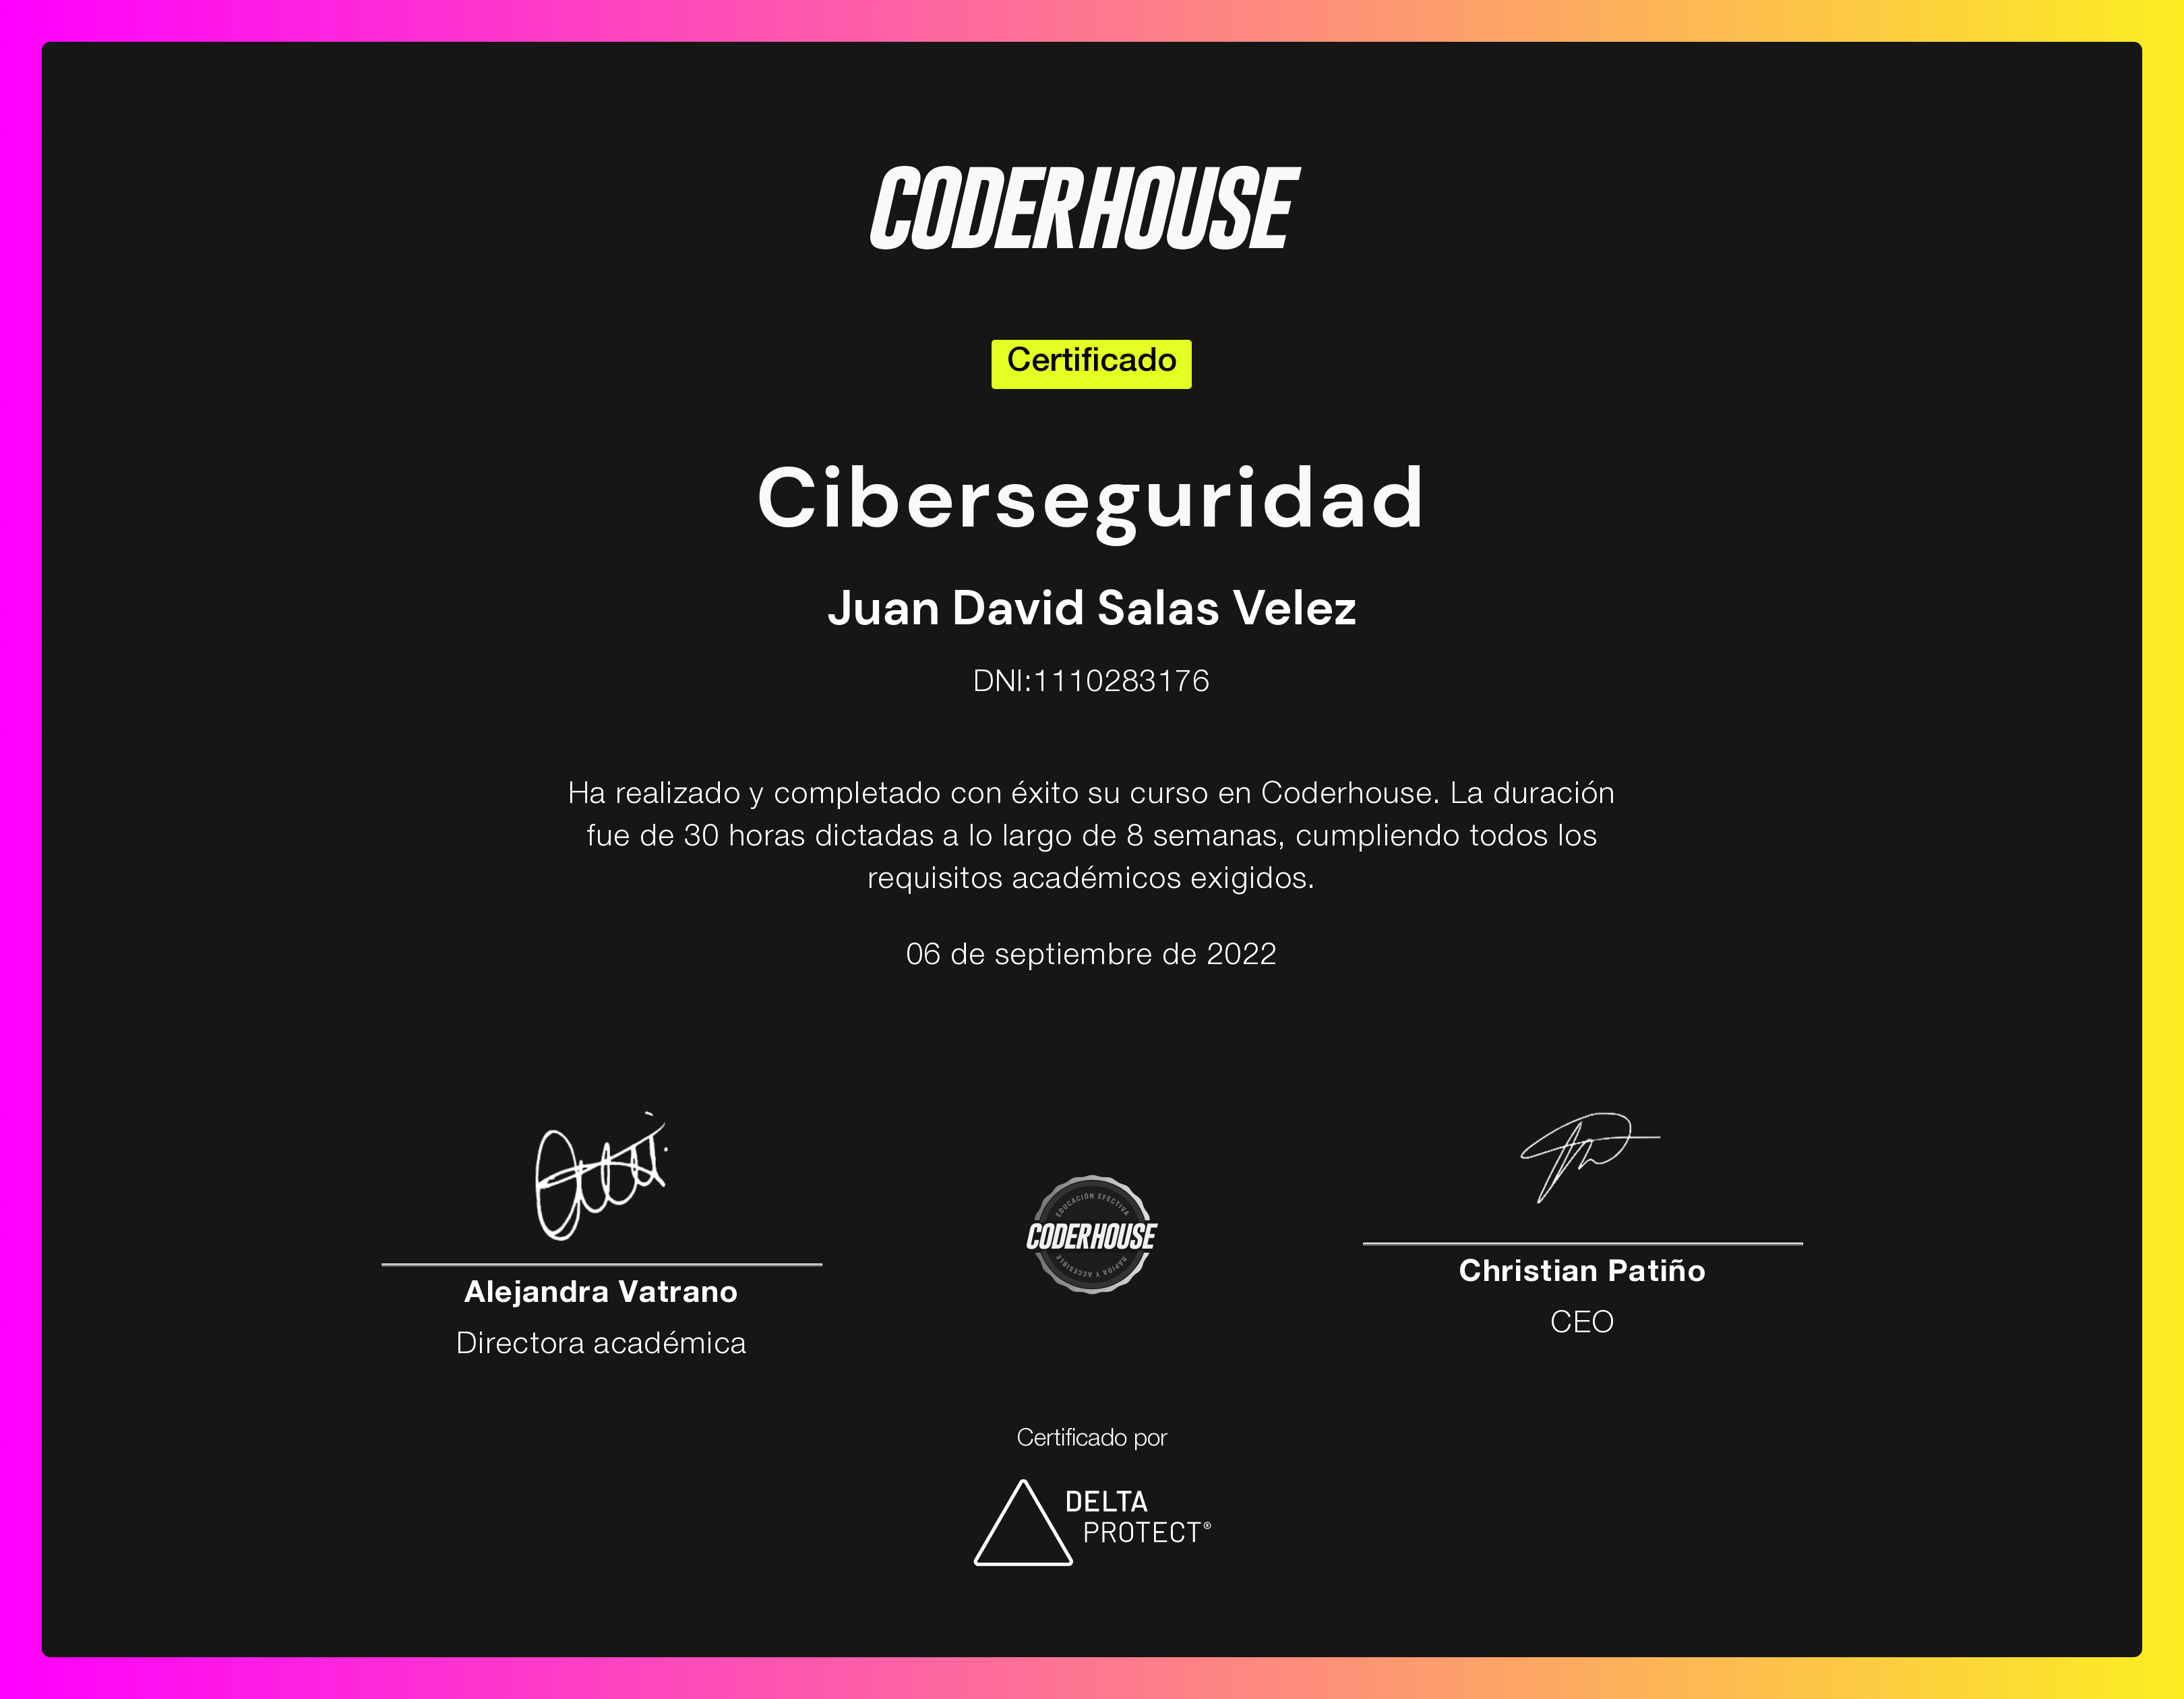 CODERHOUSE
Certificado
Ciberseguridad
Juan David Salas Velez
DNI:1110283176
Ha realizado y completado con éxito su curso en Coderhouse. La duración
fue de 30 horas dictadas a lo largo de 8 semanas, cumpliendo todos los
requisitos académicos exigidos.
06 de septiembre de 2022
Alejandra Vatrano
Directora académica
EDUCACIÓN EFECTIVA
CODERHOUSE
RÁPIDA Y ACCESIBLE
Christian Patiño
CEO
Certificado por
DELTA
PROTECT®